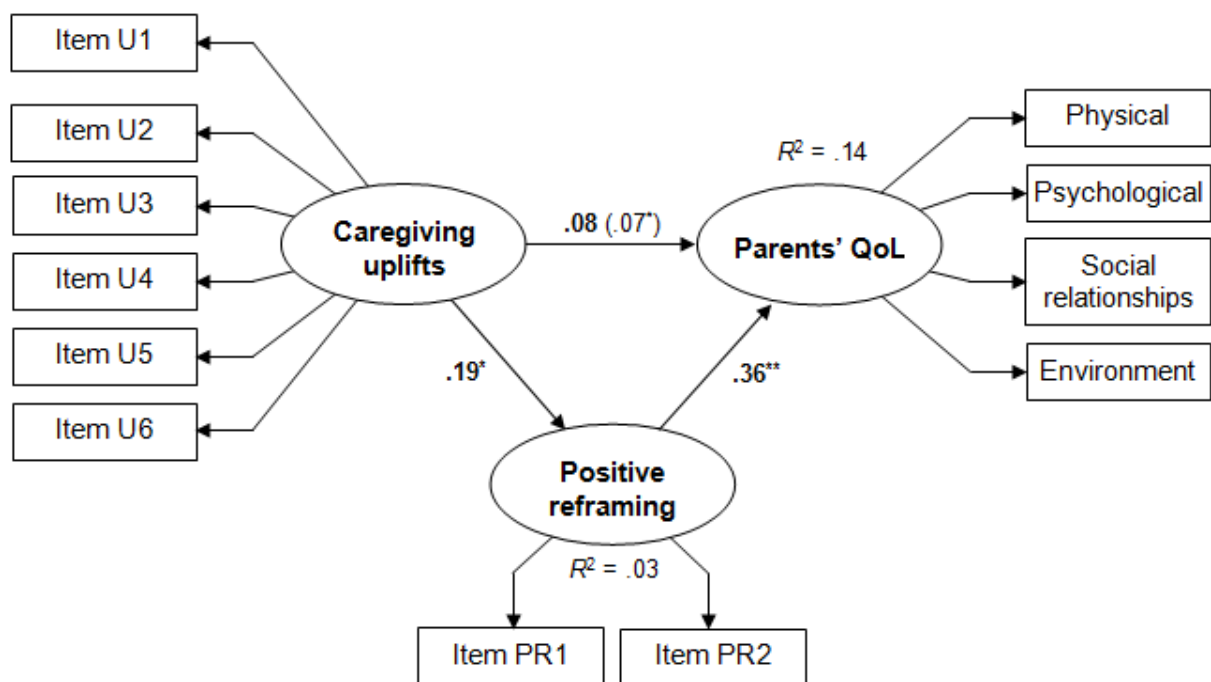 Item U1
Item U2
Item U3
Item U4
Item U5
Item U6
Caregiving
uplifts
.08 (.07*)
.19*
.36**
Positive
reframing
R² = .03
Item PR1
Item PR2
R² = .14
Parents’ QoL
Physical
Psychological
Social
relationships
Environment